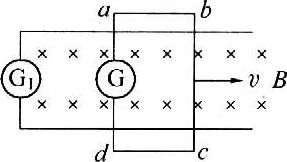 a b
× × × × × × ×
G₁ G v B
× × × × × × ×
d c